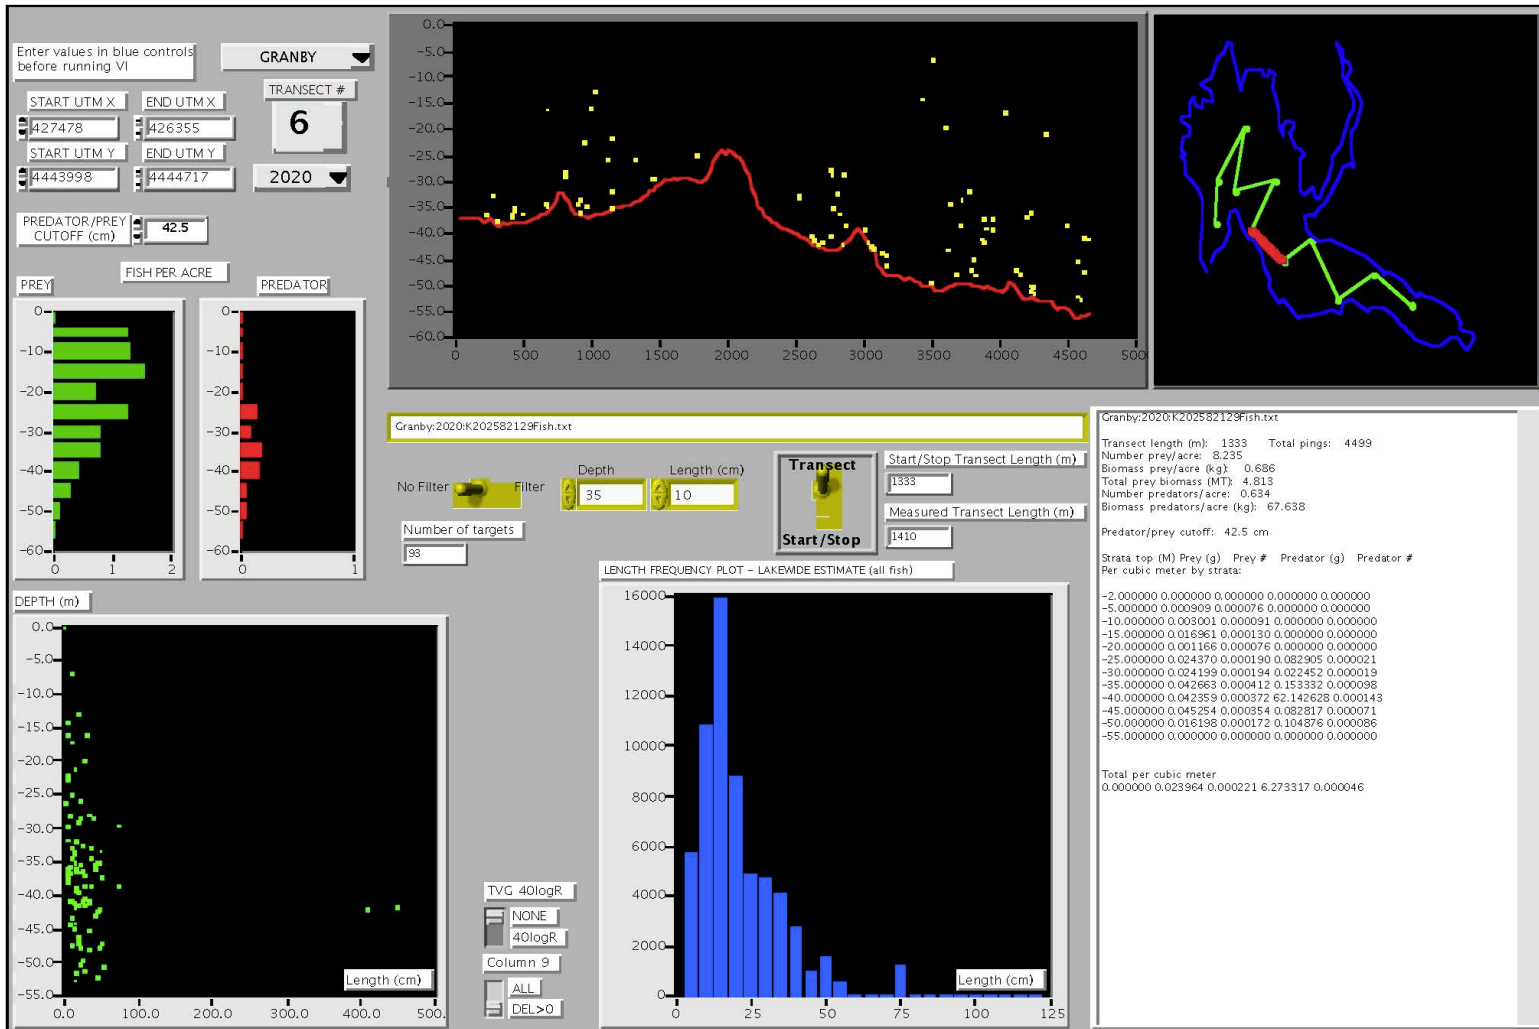 Enter values in blue controls
before running VI
GRANBY
START UTM X
END UTM X
427478
426355
START UTM Y
END UTM Y
4443998
4444717
TRANSECT #
6
2020
PREDATOR/PREY
CUTOFF (cm)
42.5
FISH PER ACRE
PREY
PREDATOR
0
-10
-20
-30
-40
-50
-60
0
1
2
0
-10
-20
-30
-40
-50
-60
0
1
0.0
-5.0
-10.0
-15.0
-20.0
-25.0
-30.0
-35.0
-40.0
-45.0
-50.0
-55.0
-60.0
0
500
1000
1500
2000
2500
3000
3500
4000
4500
5000
Granby:2020:K202582129Fish.txt
No Filter
Filter
Depth
35
Length (cm)
10
Number of targets
93
Transect
Start/Stop
Start/Stop Transect Length (m)
1333
Measured Transect Length (m)
1410
DEPTH (m)
0.0
-5.0
-10.0
-15.0
-20.0
-25.0
-30.0
-35.0
-40.0
-45.0
-50.0
-55.0
0.0
100.0
200.0
300.0
400.0
500.
Length (cm)
TVG 40logR
NONE
40logR
Column 9
ALL
DEL>0
LENGTH FREQUENCY PLOT - LAKEWIDE ESTIMATE (all fish)
16000
14000
12000
10000
8000
6000
4000
2000
0
0
25
50
75
100
125
Length (cm)
Granby:2020:K202582129Fish.txt
Transect length (m): 1333 Total pings: 4499
Number prey/acre: 8.235
Biomass prey/acre (kg): 0.686
Total prey biomass (MT): 4.813
Number predators/acre: 0.634
Biomass predators/acre (kg): 67.638
Predator/prey cutoff: 42.5 cm
Strata top (M) Prey (g) Prey # Predator (g) Predator #
Per cubic meter by strata:
-2.000000 0.000000 0.000000 0.000000 0.000000
-5.000000 0.000909 0.000076 0.000000 0.000000
-10.000000 0.003001 0.000091 0.000000 0.000000
-15.000000 0.016961 0.000130 0.000000 0.000000
-20.000000 0.001166 0.000076 0.000000 0.000000
-25.000000 0.024370 0.000190 0.082905 0.000021
-30.000000 0.024199 0.000194 0.022452 0.000019
-35.000000 0.042663 0.000412 0.153332 0.000098
-40.000000 0.042359 0.000372 62.142628 0.000143
-45.000000 0.045254 0.000354 0.082817 0.000071
-50.000000 0.016198 0.000172 0.104876 0.000086
-55.000000 0.000000 0.000000 0.000000 0.000000
Total per cubic meter
0.000000 0.023964 0.000221 6.273317 0.000046